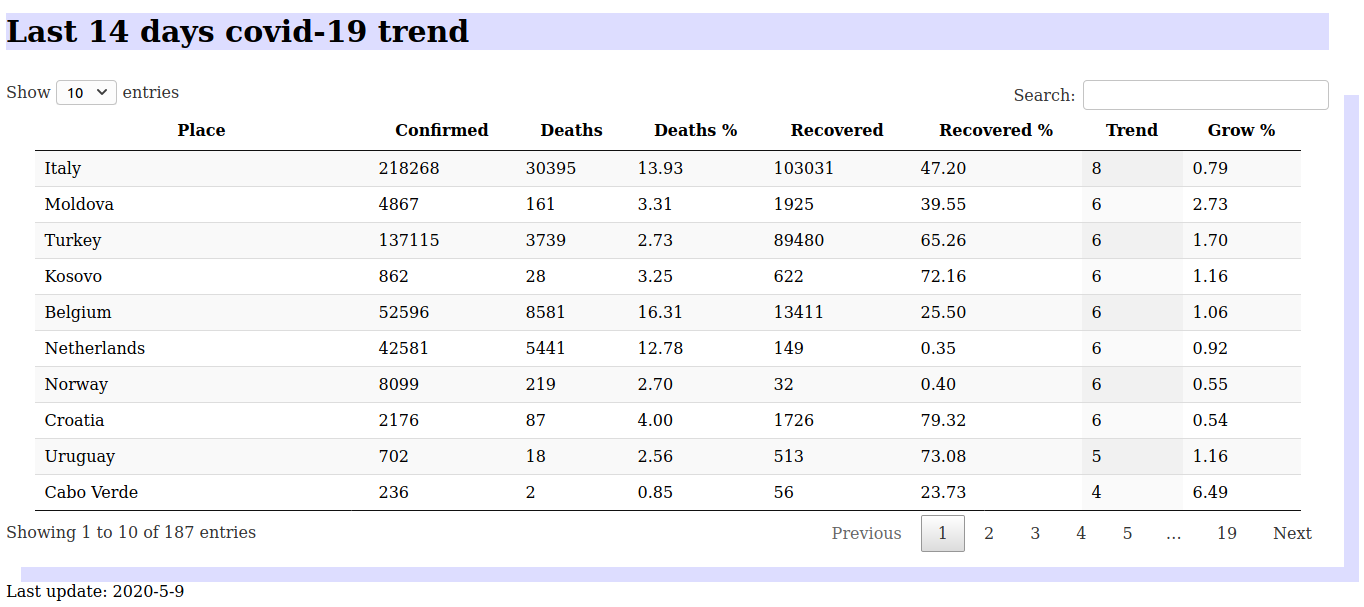 Last 14 days covid-19 trend
Show 10 entries Search:
Place Confirmed Deaths Deaths % Recovered Recovered % Trend Grow %
Italy 218268 30395 13.93 103031 47.20 8 0.79
Moldova 4867 161 3.31 1925 39.55 6 2.73
Turkey 137115 3739 2.73 89480 65.26 6 1.70
Kosovo 862 28 3.25 622 72.16 6 1.16
Belgium 52596 8581 16.31 13411 25.50 6 1.06
Netherlands 42581 5441 12.78 149 0.35 6 0.92
Norway 8099 219 2.70 32 0.40 6 0.55
Croatia 2176 87 4.00 1726 79.32 6 0.54
Uruguay 702 18 2.56 513 73.08 5 1.16
Cabo Verde 236 2 0.85 56 23.73 4 6.49
Showing 1 to 10 of 187 entries Previous 1 2 3 4 5 … 19 Next
Last update: 2020-5-9